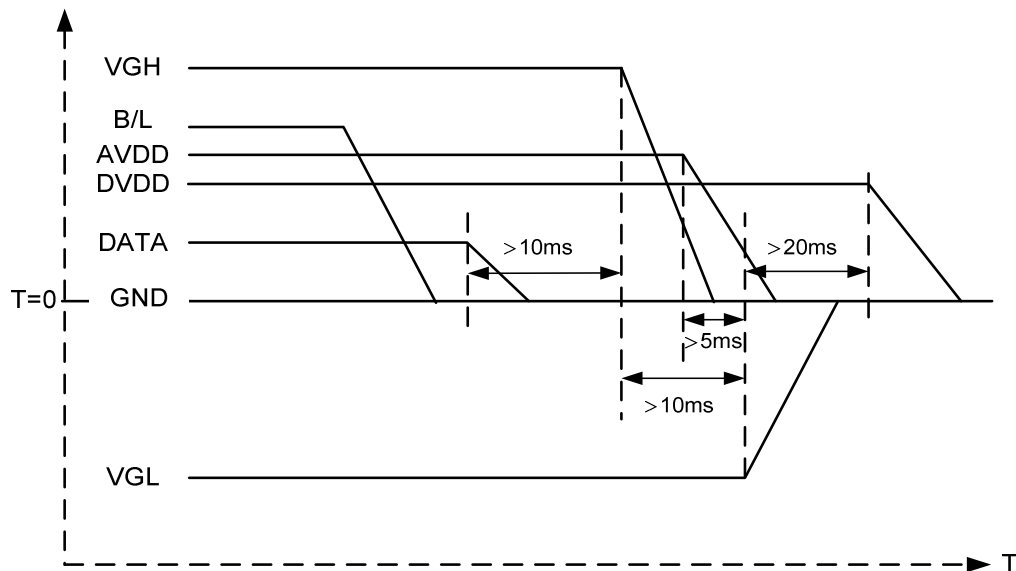 VGH
B/L
AVDD
DVDD
DATA
>10ms
>20ms
T=0
GND
>5ms
>10ms
VGL
T